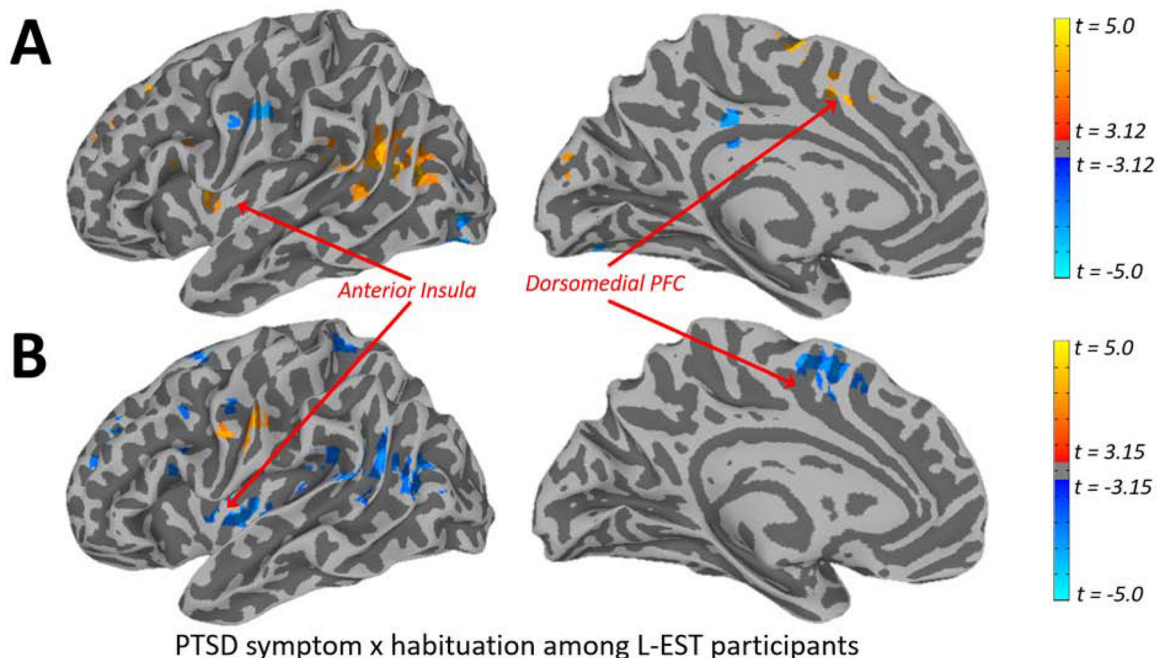 A
t = 5.0
t = 3.12
t = -3.12
t = -5.0
Anterior Insula
Dorsomedial PFC
B
t = 5.0
t = 3.15
t = -3.15
t = -5.0
PTSD symptom x habituation among L-EST participants